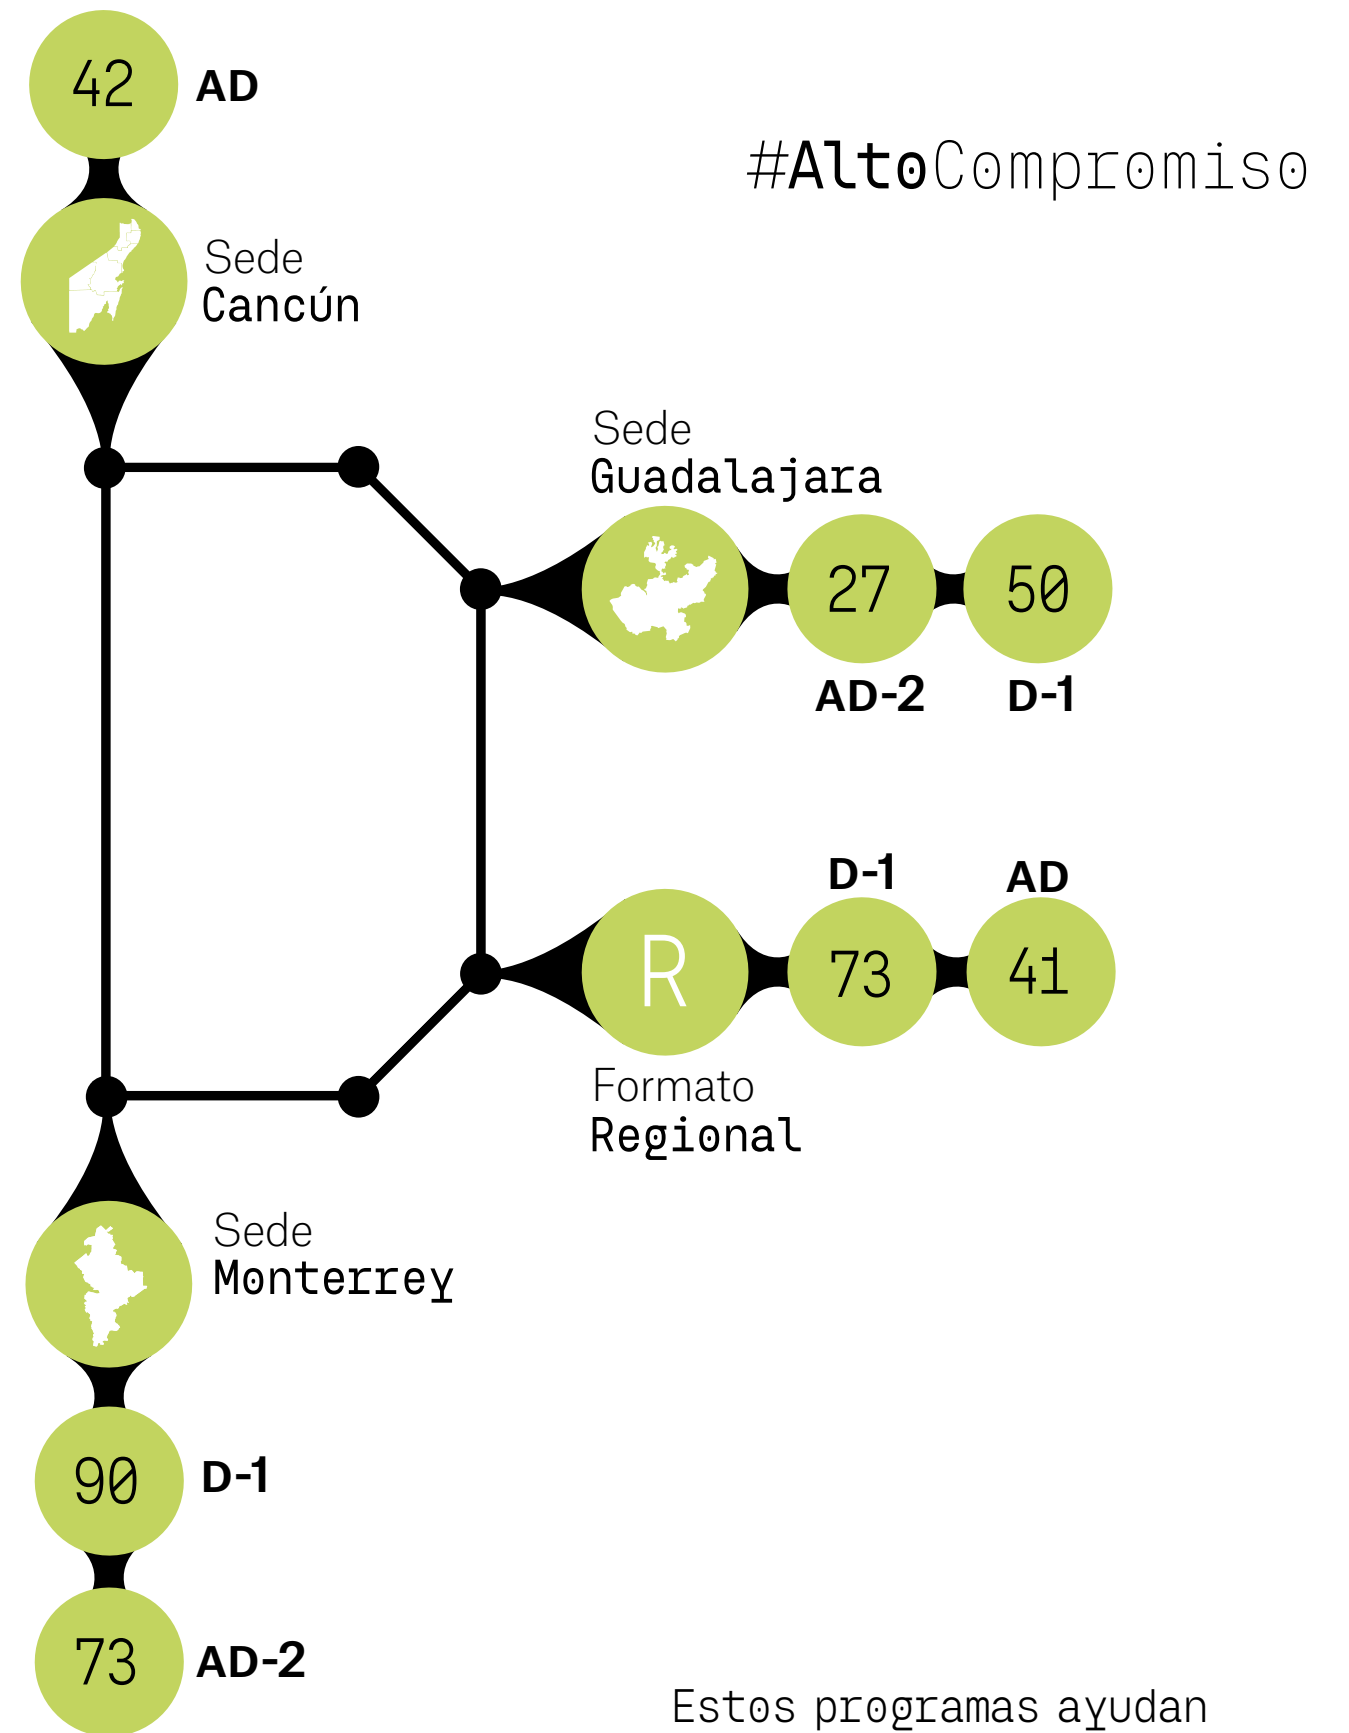 42 AD
#AltoCompromiso
Sede
Cancún
Sede
Guadalajara
27 50
AD-2 D-1
D-1 AD
R 73 41
Formato
Regional
Sede
Monterrey
90 D-1
73 AD-2
Estos programas ayudan